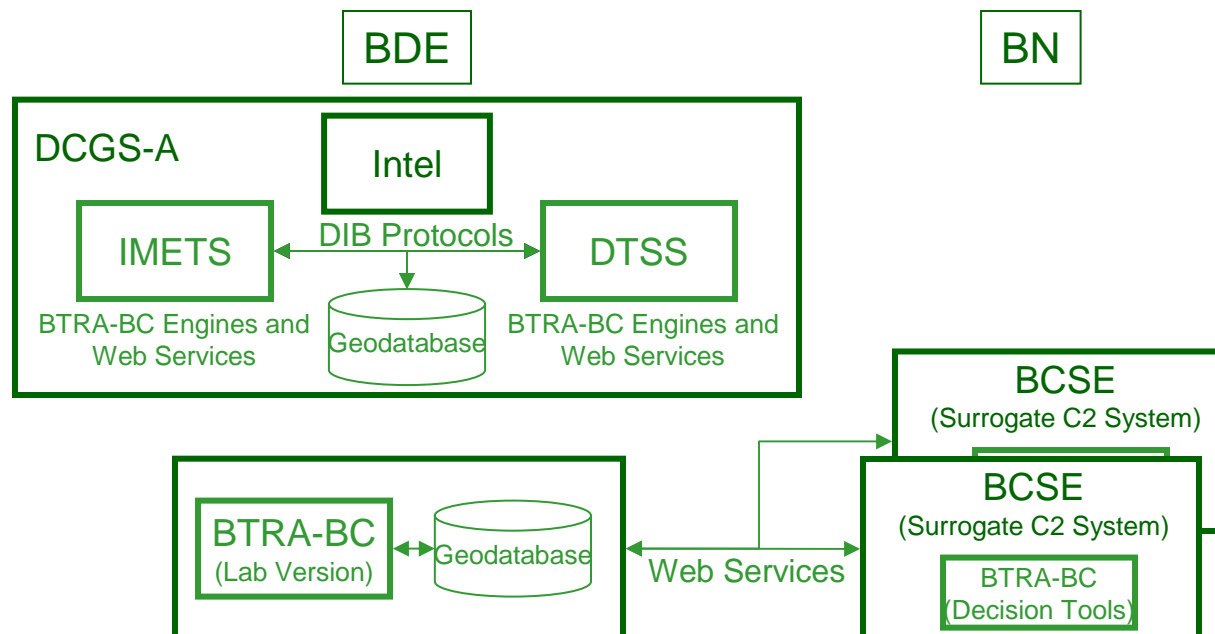 BDE
BN
DCGS-A
Intel
IMETS
DIB Protocols
DTSS
BTRA-BC Engines and
Web Services
Geodatabase
BTRA-BC Engines and
Web Services
BCSE
(Surrogate C2 System)
BTRA-BC
(Lab Version)
Geodatabase
Web Services
BCSE
(Surrogate C2 System)
BTRA-BC
(Decision Tools)